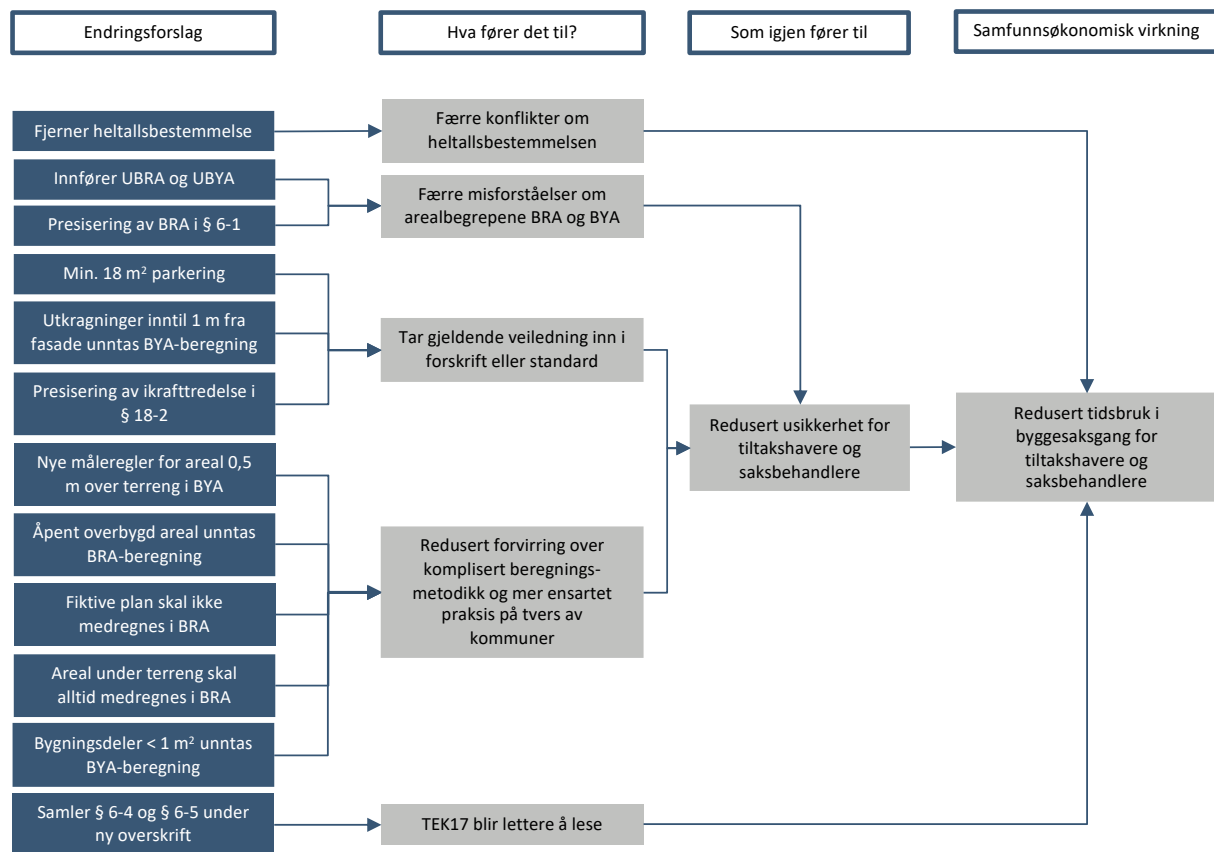 Endringsforslag
Hva fører det til?
Som igjen fører til
Samfunnsøkonomisk virkning
Fjerner heltallsbestemmelse
Færre konflikter om
heltallsbestemmelsen
Innfører UBRA og UBYA
Presisering av BRA i § 6-1
Færre misforståelser om
arealbegrepene BRA og BYA
Min. 18 m² parkering
Utkragninger inntil 1 m fra
fasade unntas BYA-beregning
Presisering av ikrafttredelse i
§ 18-2
Tar gjeldende veiledning inn i
forskrift eller standard
Nye måleregler for areal 0,5
m over terreng i BYA
Åpent overbygd areal unntas
BRA-beregning
Fiktive plan skal ikke
medregnes i BRA
Areal under terreng skal
alltid medregnes i BRA
Bygningsdeler < 1 m² unntas
BYA-beregning
Redusert forvirring over
komplisert beregnings-
metodikk og mer ensartet
praksis på tvers av
kommuner
Redusert usikkerhet for
tiltakshavere og
saksbehandlere
Redusert tidsbruk i
byggesaksgang for
tiltakshavere og
saksbehandlere
Samler § 6-4 og § 6-5 under
ny overskrift
TEK17 blir lettere å lese